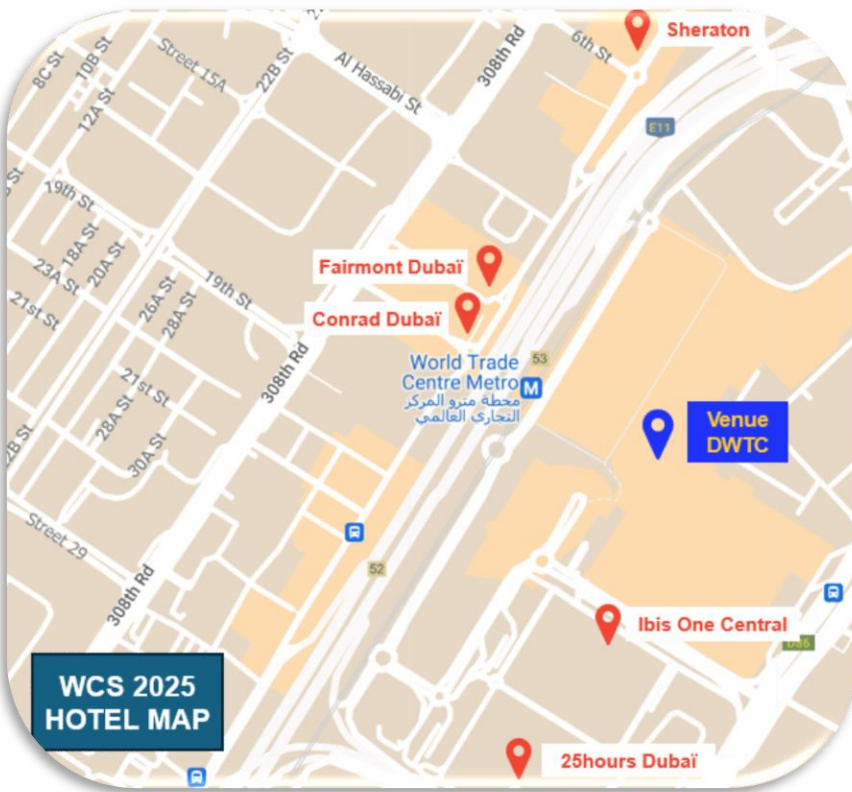 Sheraton
6th St
8C St
10B St
12A St
Street 15A
22B St
Al Hassabi St
308th Rd
E11
19th St
18A St
20A St
23A St
21st St
26A St
28A St
19th St
Fairmont Dubaï
Conrad Dubaï
World Trade
Centre Metro
محطة مترو المركز
التجاري العالمي
M
53
308th Rd
21st St
28A St
30A St
22B St
Venue
DWTC
Street 29
52
308th Rd
Ibis One Central
D86
WCS 2025
HOTEL MAP
25hours Dubaï